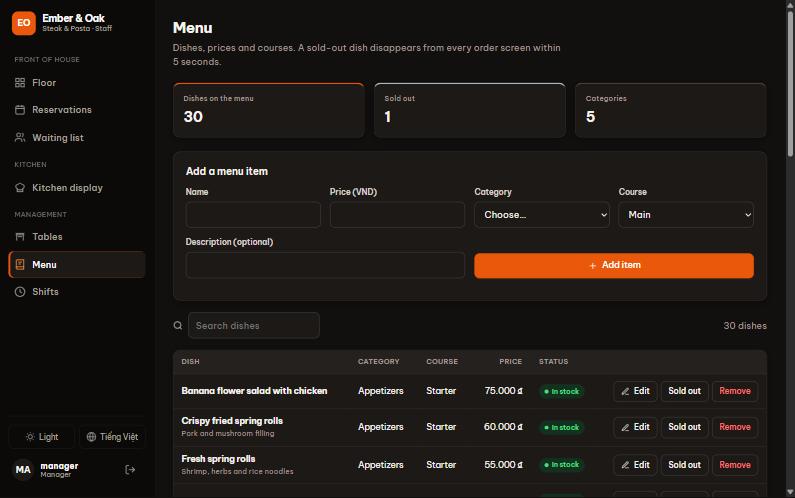 EO
Ember & Oak
Steak & Pasta · Staff
FRONT OF HOUSE
Floor
Reservations
Waiting list
KITCHEN
Kitchen display
MANAGEMENT
Tables
Menu
Shifts
Light
Tiếng Việt
MA
manager
Manager
Menu
Dishes, prices and courses. A sold-out dish disappears from every order screen within
5 seconds.
Dishes on the menu
30
Sold out
1
Categories
5
Add a menu item
Name
Price (VND)
Category
Course
Choose...
Main
Description (optional)
+ Add item
Search dishes
30 dishes
DISH CATEGORY COURSE PRICE STATUS
Banana flower salad with chicken Appetizers Starter 75.000 ₫ In stock Edit Sold out Remove
Crispy fried spring rolls Appetizers Starter 60.000 ₫ In stock Edit Sold out Remove
Pork and mushroom filling
Fresh spring rolls Appetizers Starter 55.000 ₫ In stock Edit Sold out Remove
Shrimp, herbs and rice noodles